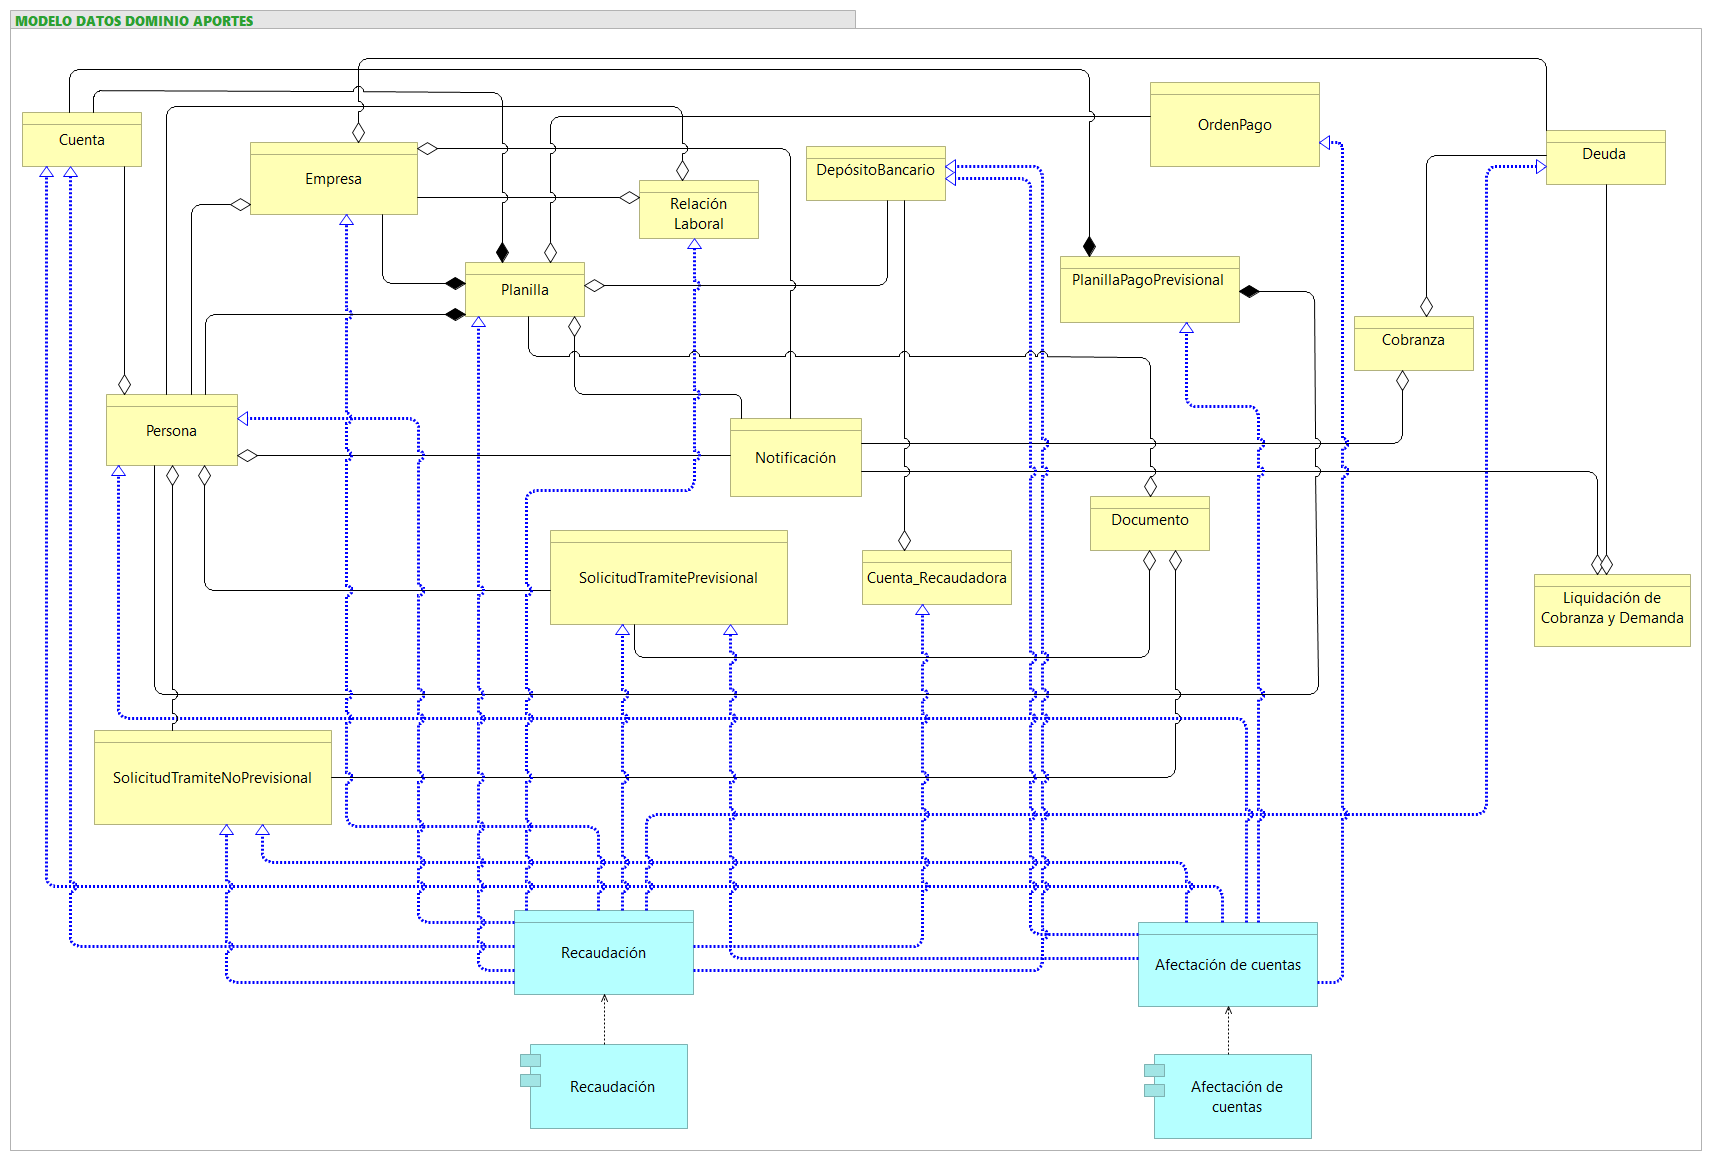 MODELO DATOS DOMINIO APORTES
Cuenta
Empresa
Relación
Laboral
DepósitoBancario
OrdenPago
Deuda
Planilla
PlanillaPagoPrevisional
Cobranza
Persona
Notificación
Documento
SolicitudTramitePrevisional
Cuenta_Recaudadora
Liquidación de
Cobranza y Demanda
SolicitudTramiteNoPrevisional
Recaudación
Afectación de cuentas
Recaudación
Afectación de
cuentas